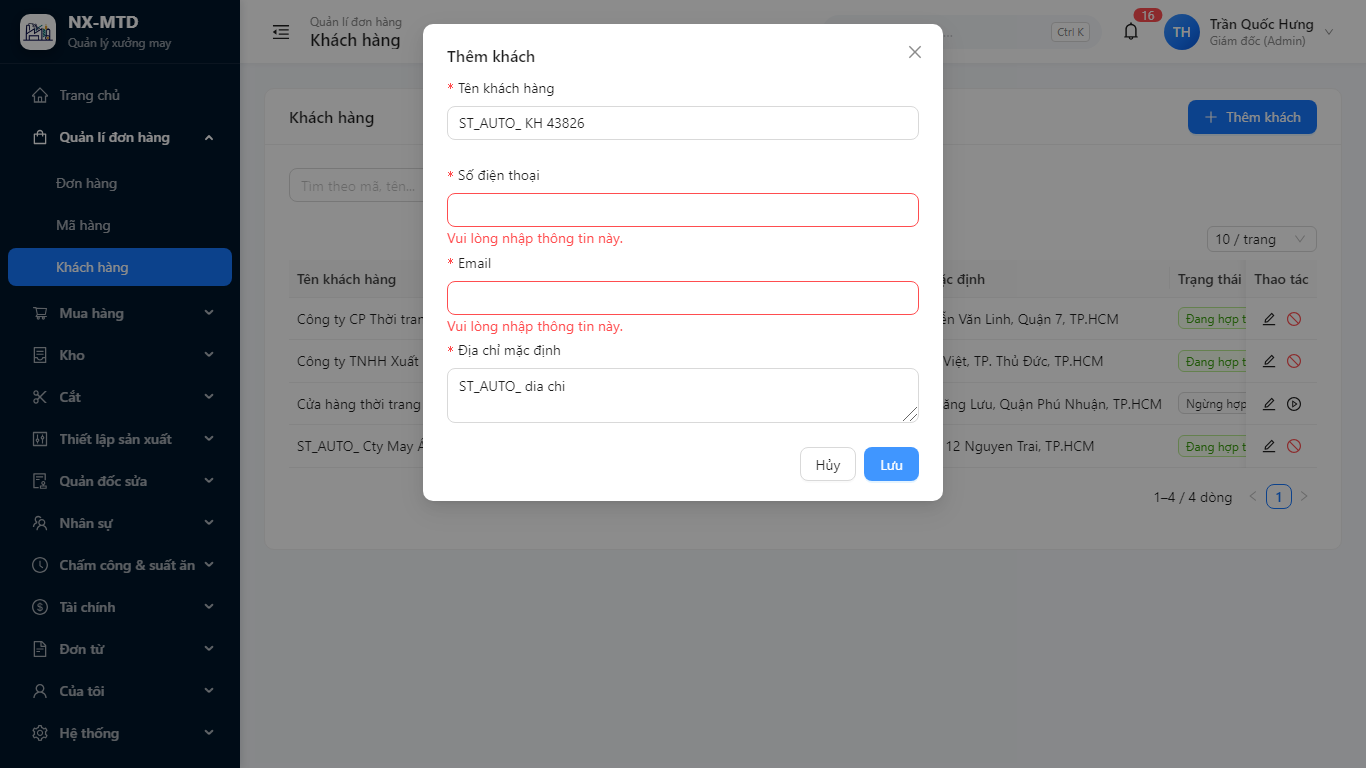 NX-MTD
Quản lý xưởng may
Trang chủ
Quản lí đơn hàng
Đơn hàng
Mã hàng
Khách hàng
Mua hàng
Kho
Cắt
Thiết lập sản xuất
Quản đốc sửa
Nhân sự
Chấm công & suất ăn
Tài chính
Đơn từ
Của tôi
Hệ thống
Quản lí đơn hàng
Khách hàng
...
Ctrl K
16
TH
Trần Quốc Hưng
Giám đốc (Admin)
Khách hàng
+ Thêm khách
Tìm theo mã, tên...
10 / trang
Tên khách hàng
định
Trạng thái
Thao tác
Công ty CP Thời
Văn Linh, Quận 7, TP.HCM
Đang hợp
Công ty TNHH Xuất
Việt, TP. Thủ Đức, TP.HCM
Đang hợp
Cửa hàng thời trang
Lưu, Quận Phú Nhuận, TP.HCM
Ngừng hợp
ST_AUTO_ Cty May
12 Nguyen Trai, TP.HCM
Đang hợp
1–4 / 4 dòng
1
Thêm khách
* Tên khách hàng
ST_AUTO_ KH 43826
* Số điện thoại
Vui lòng nhập thông tin này.
* Email
Vui lòng nhập thông tin này.
* Địa chỉ mặc định
ST_AUTO_ dia chi
Hủy
Lưu